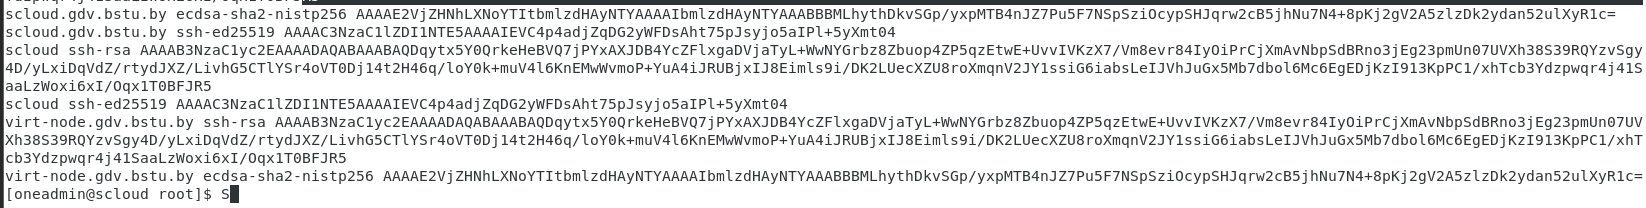 scloud.gdv.bstu.by ecdsa-sha2-nistp256 AAAAE2VjZHNhLXNoYTItbmlzdHAyNTYAAAAIbmlzdHAyNTYAAABBBMLhythDkvSGp/yxpMTB4nJZ7Pu5F7NSpSziOcypSHJqrw2cB5jhNu7N4+8pKj2gV2A5zlzDk2ydan52ulXyR1c=
scloud.gdv.bstu.by ssh-ed25519 AAAAC3NzaC1lZDI1NTE5AAAAIEVC4p4adjZqDG2yWFDsAht75pJsyjo5aIPl+5yXmt04
scloud ssh-rsa AAAAB3NzaC1yc2EAAAADAQABAAABAQDqytx5Y0QrkeHeBVQ7jPYxAXJDB4YcZFlxgaDVjaTyL+WwNYGrbz8Zbuop4ZP5qzEtwE+UvvIVKzX7/Vm8evr84IyOiPrCjXmAvNbpSdBRno3jEg23pmUn07UVXh38S39RQYzvSgy
4D/yLxiDqVdZ/rtydJXZ/LivhG5CTlYSr4oVT0Dj14t2H46q/loY0k+muV4l6KnEMwWvmoP+YuA4iJRUBjxIJ8Eimls9i/DK2LUecXZU8roXmqnV2JY1ssiG6iabsLeIJVhJuGx5Mb7dbol6Mc6EgEDjKzI913KpPC1/xhTcb3Ydzpwqr4j41S
aaLzWoxi6xI/Oqx1T0BFJR5
scloud ssh-ed25519 AAAAC3NzaC1lZDI1NTE5AAAAIEVC4p4adjZqDG2yWFDsAht75pJsyjo5aIPl+5yXmt04
virt-node.gdv.bstu.by ssh-rsa AAAAB3NzaC1yc2EAAAADAQABAAABAQDqytx5Y0QrkeHeBVQ7jPYxAXJDB4YcZFlxgaDVjaTyL+WwNYGrbz8Zbuop4ZP5qzEtwE+UvvIVKzX7/Vm8evr84IyOiPrCjXmAvNbpSdBRno3jEg23pmUn07UV
Xh38S39RQYzvSgy4D/yLxiDqVdZ/rtydJXZ/LivhG5CTlYSr4oVT0Dj14t2H46q/loY0k+muV4l6KnEMwWvmoP+YuA4iJRUBjxIJ8Eimls9i/DK2LUecXZU8roXmqnV2JY1ssiG6iabsLeIJVhJuGx5Mb7dbol6Mc6EgEDjKzI913KpPC1/xhT
cb3Ydzpwqr4j41SaaLzWoxi6xI/Oqx1T0BFJR5
virt-node.gdv.bstu.by ecdsa-sha2-nistp256 AAAAE2VjZHNhLXNoYTItbmlzdHAyNTYAAAAIbmlzdHAyNTYAAABBBMLhythDkvSGp/yxpMTB4nJZ7Pu5F7NSpSziOcypSHJqrw2cB5jhNu7N4+8pKj2gV2A5zlzDk2ydan52ulXyR1c=
[oneadmin@scloud root]$ S